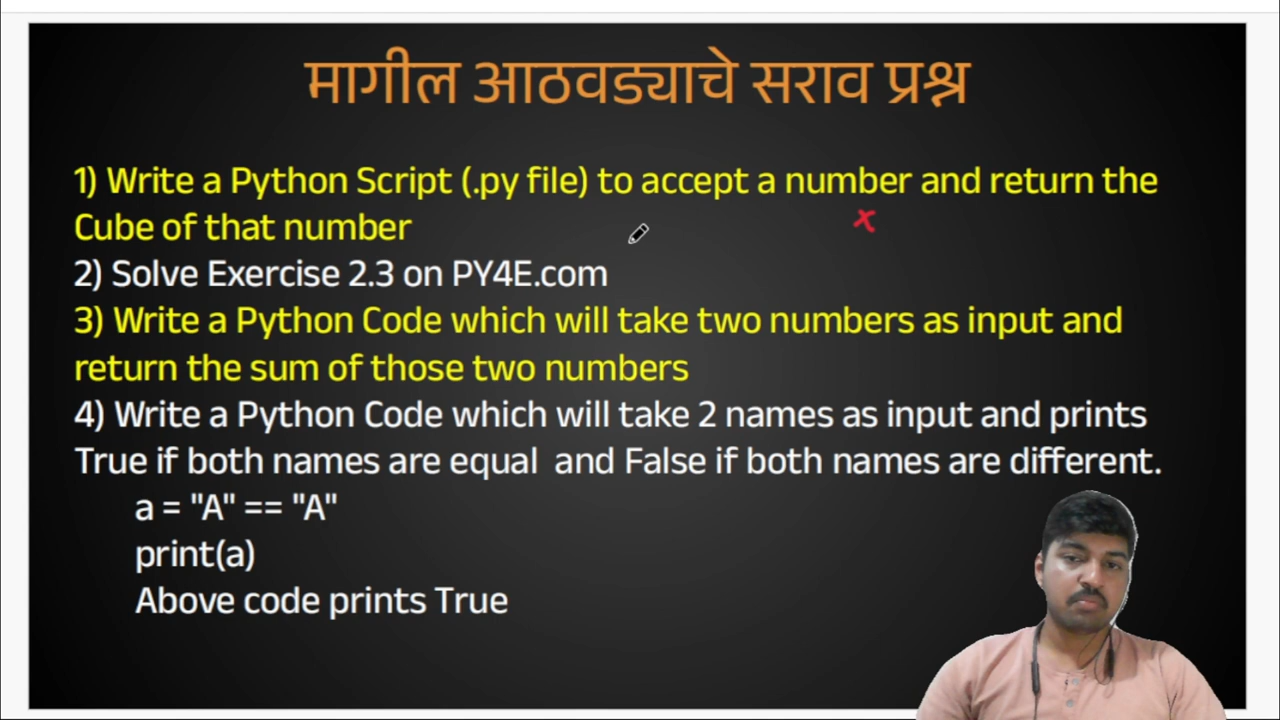 मागील आठवड्याचे सराव प्रश्न
1) Write a Python Script (.py file) to accept a number and return the
Cube of that number
x
2) Solve Exercise 2.3 on PY4E.com
3) Write a Python Code which will take two numbers as input and
return the sum of those two numbers
4) Write a Python Code which will take 2 names as input and prints
True if both names are equal  and False if both names are different.
a = "A" == "A"
print(a)
Above code prints True